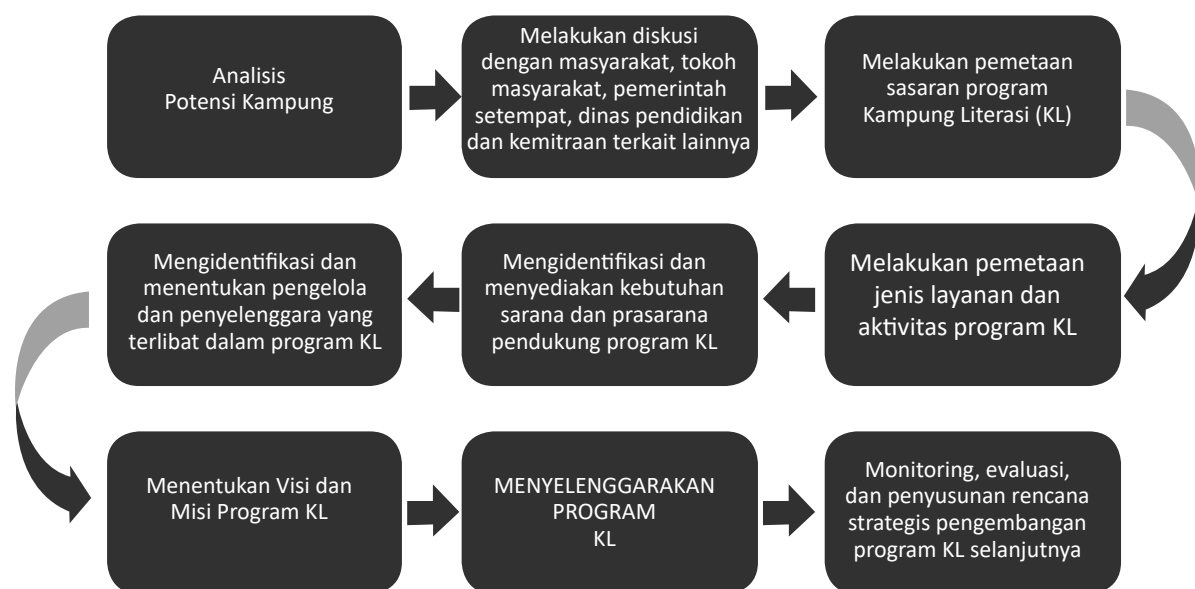 Analisis
Potensi Kampung
Melakukan diskusi
dengan masyarakat, tokoh
masyarakat, pemerintah
setempat, dinas pendidikan
dan kemitraan terkait lainnya
Melakukan pemetaan
sasaran program
Kampung Literasi (KL)
Melakukan pemetaan
jenis layanan dan
aktivitas program KL
Mengidentifikasi dan
menyediakan kebutuhan
sarana dan prasarana
pendukung program KL
Mengidentifikasi dan
menentukan pengelola
dan penyelenggara yang
terlibat dalam program KL
Menentukan Visi dan
Misi Program KL
MENYELENGGARAKAN
PROGRAM
KL
Monitoring, evaluasi,
dan penyusunan rencana
strategis pengembangan
program KL selanjutnya